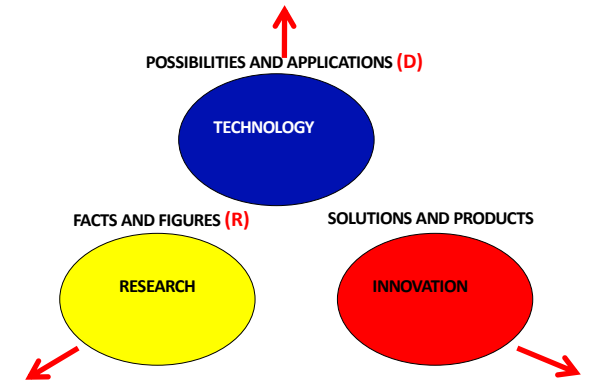 POSSIBILITIES AND APPLICATIONS (D)
TECHNOLOGY
FACTS AND FIGURES (R)
SOLUTIONS AND PRODUCTS
RESEARCH
INNOVATION